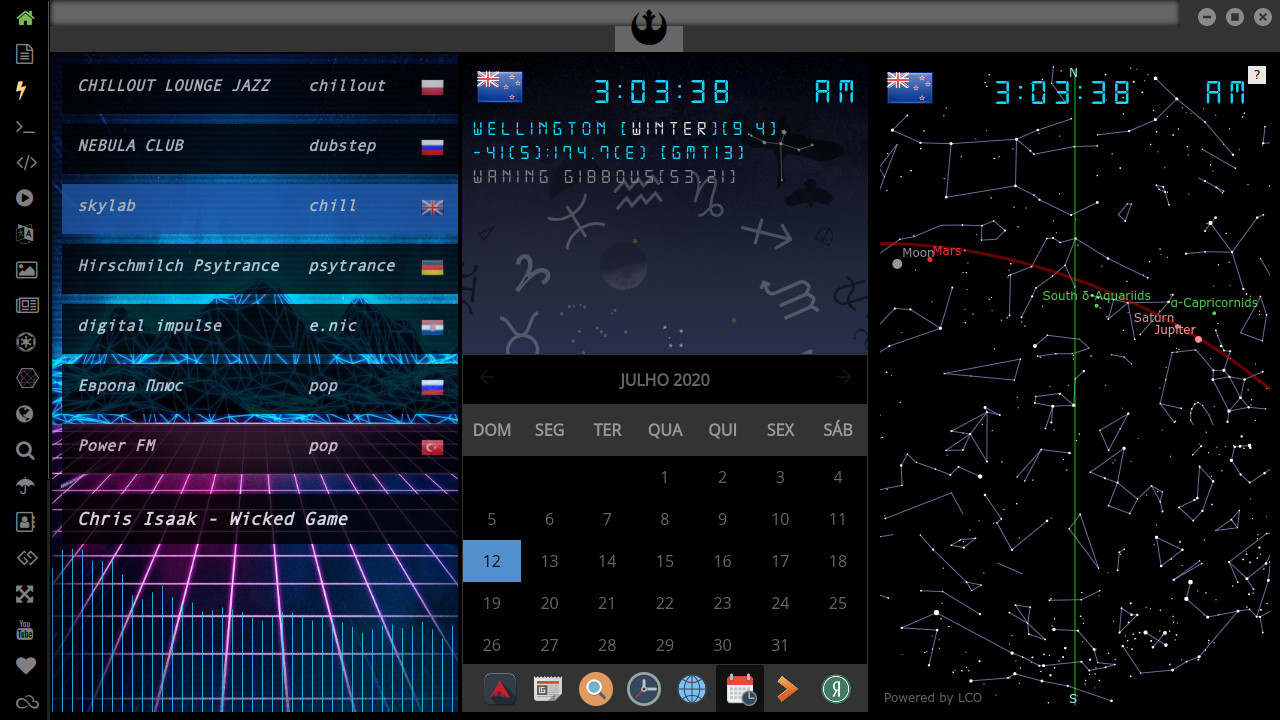 CHILLOUT LOUNGE JAZZ chillout
NEBULA CLUB dubstep
skylab chill
Hirschmilch Psytrance psytrance
digital impulse e.nic
Европа Плюс pop
Power FM pop
Chris Isaak - Wicked Game
3:03:38 AM
WELLINGTON [WINTER][9.4]
-41(S):174.7(E) [GMT13]
WANING GIBBOUS[53.21]
JULHO 2020
DOM SEG TER QUA QUI SEX SÁB
1 2 3 4
5 6 7 8 9 10 11
12 13 14 15 16 17 18
19 20 21 22 23 24 25
26 27 28 29 30 31
N
?
3:03:38 AM
Moon
Mars
South δ-Aquariids
α-Capricornids
Saturn
Jupiter
Powered by LCO
S
You
Tube
Я